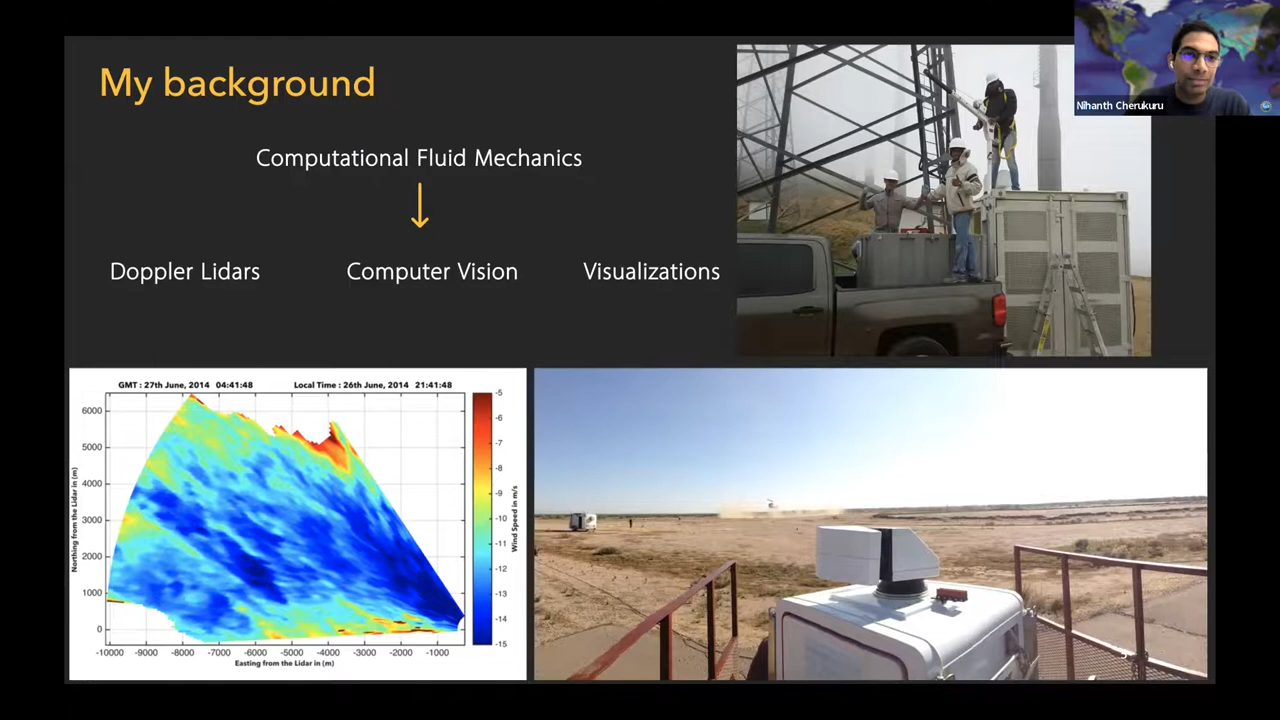 My background
Nihanth Cherukuru
Computational Fluid Mechanics
Doppler Lidars
Computer Vision
Visualizations
GMT : 27th June, 2014 04:41:48
Local Time : 26th June, 2014 21:41:48
6000
5000
4000
3000
2000
1000
0
Northing from the Lidar in (m)
-10000 -9000 -8000 -7000 -6000 -5000 -4000 -3000 -2000 -1000
Easting from the Lidar in (m)
-5
-6
-7
-8
-9
-10
-11
-12
-13
-14
-15
Wind Speed in m/s